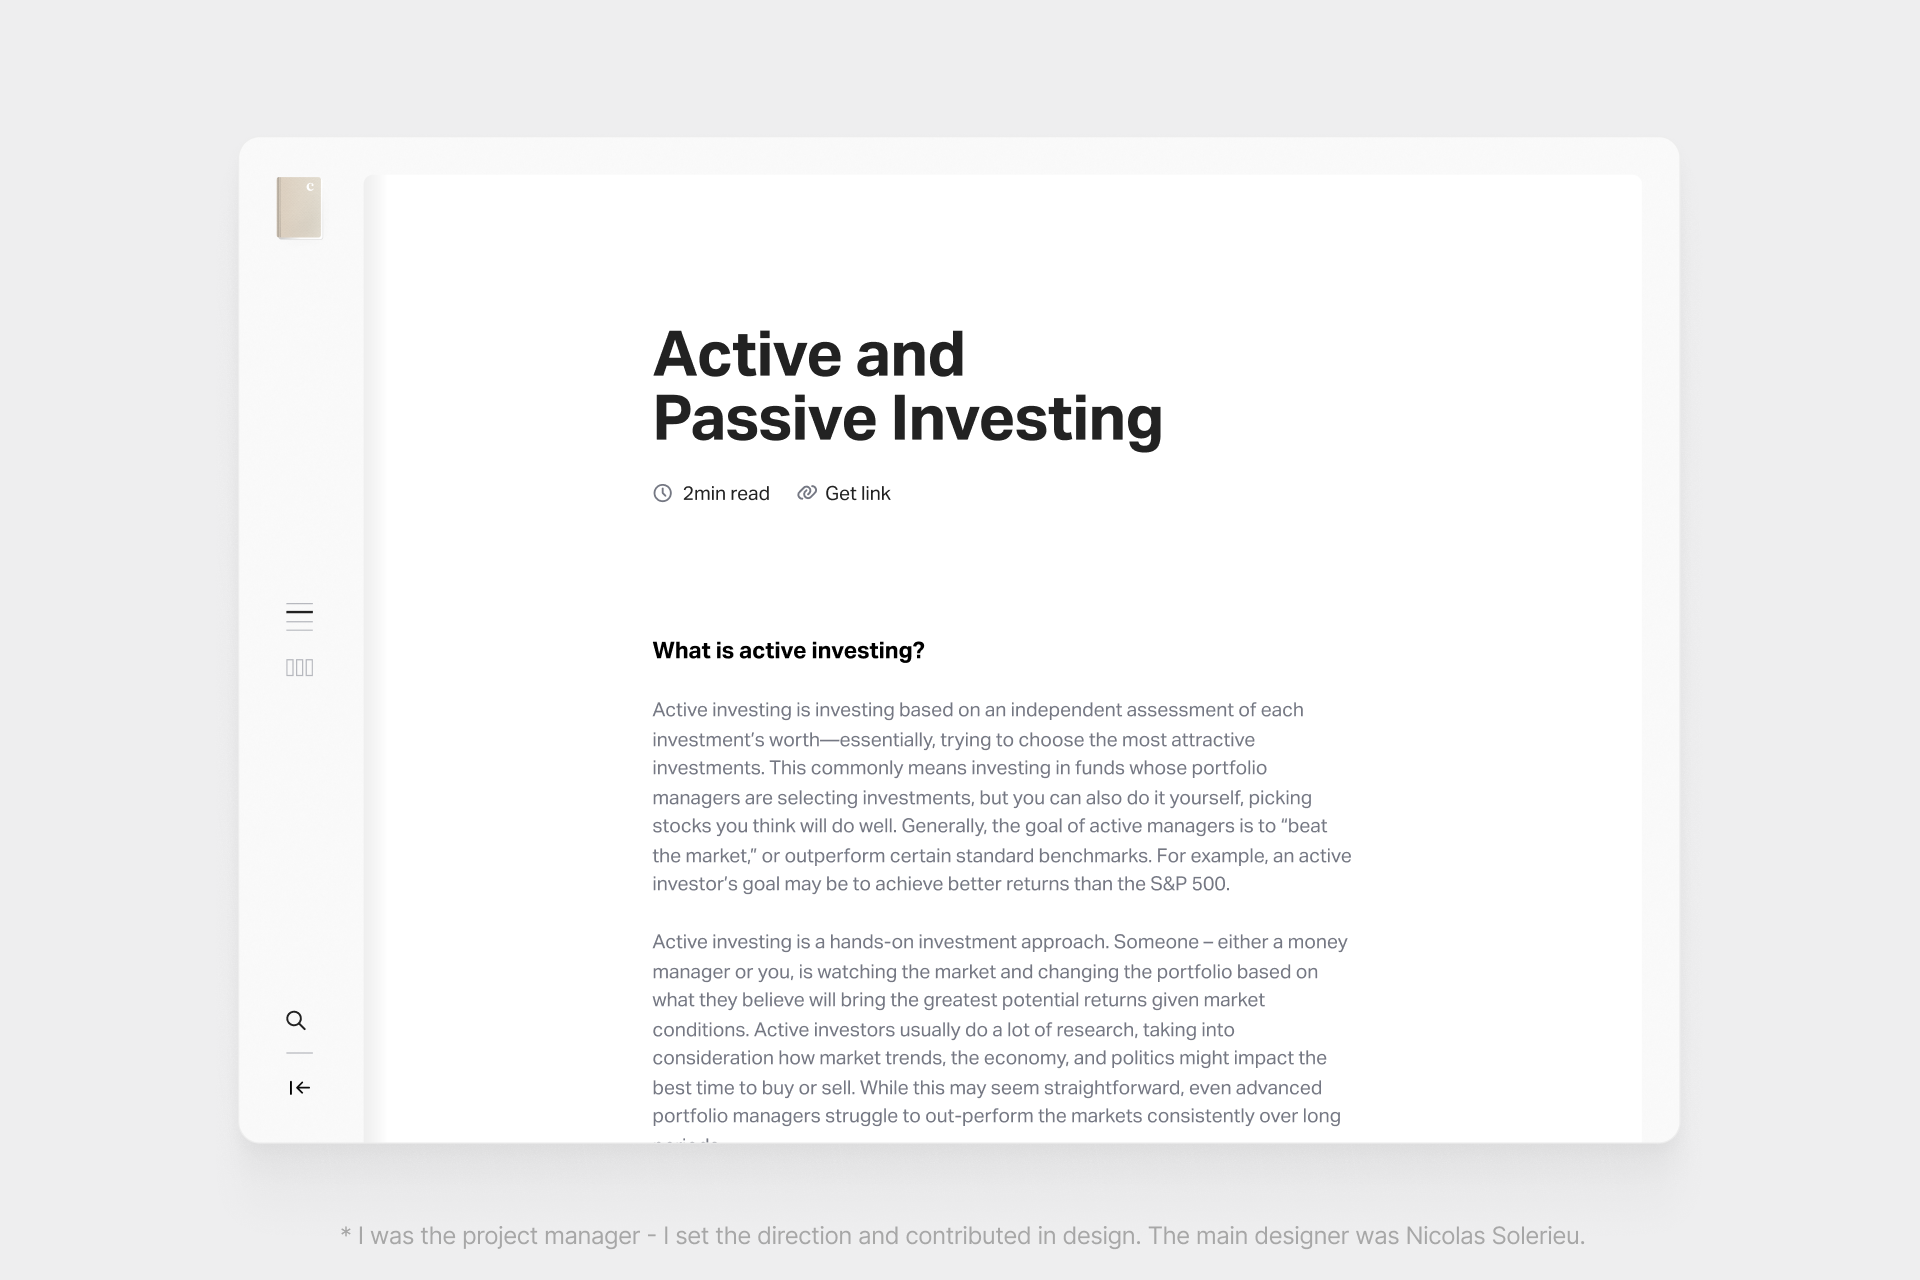 c
Active and
Passive Investing
2min read Get link
What is active investing?
Active investing is investing based on an independent assessment of each
investment’s worth—essentially, trying to choose the most attractive
investments. This commonly means investing in funds whose portfolio
managers are selecting investments, but you can also do it yourself, picking
stocks you think will do well. Generally, the goal of active managers is to “beat
the market,” or outperform certain standard benchmarks. For example, an active
investor’s goal may be to achieve better returns than the S&P 500.
Active investing is a hands-on investment approach. Someone – either a money
manager or you, is watching the market and changing the portfolio based on
what they believe will bring the greatest potential returns given market
conditions. Active investors usually do a lot of research, taking into
consideration how market trends, the economy, and politics might impact the
best time to buy or sell. While this may seem straightforward, even advanced
portfolio managers struggle to out-perform the markets consistently over long
* I was the project manager - I set the direction and contributed in design. The main designer was Nicolas Solerieu.